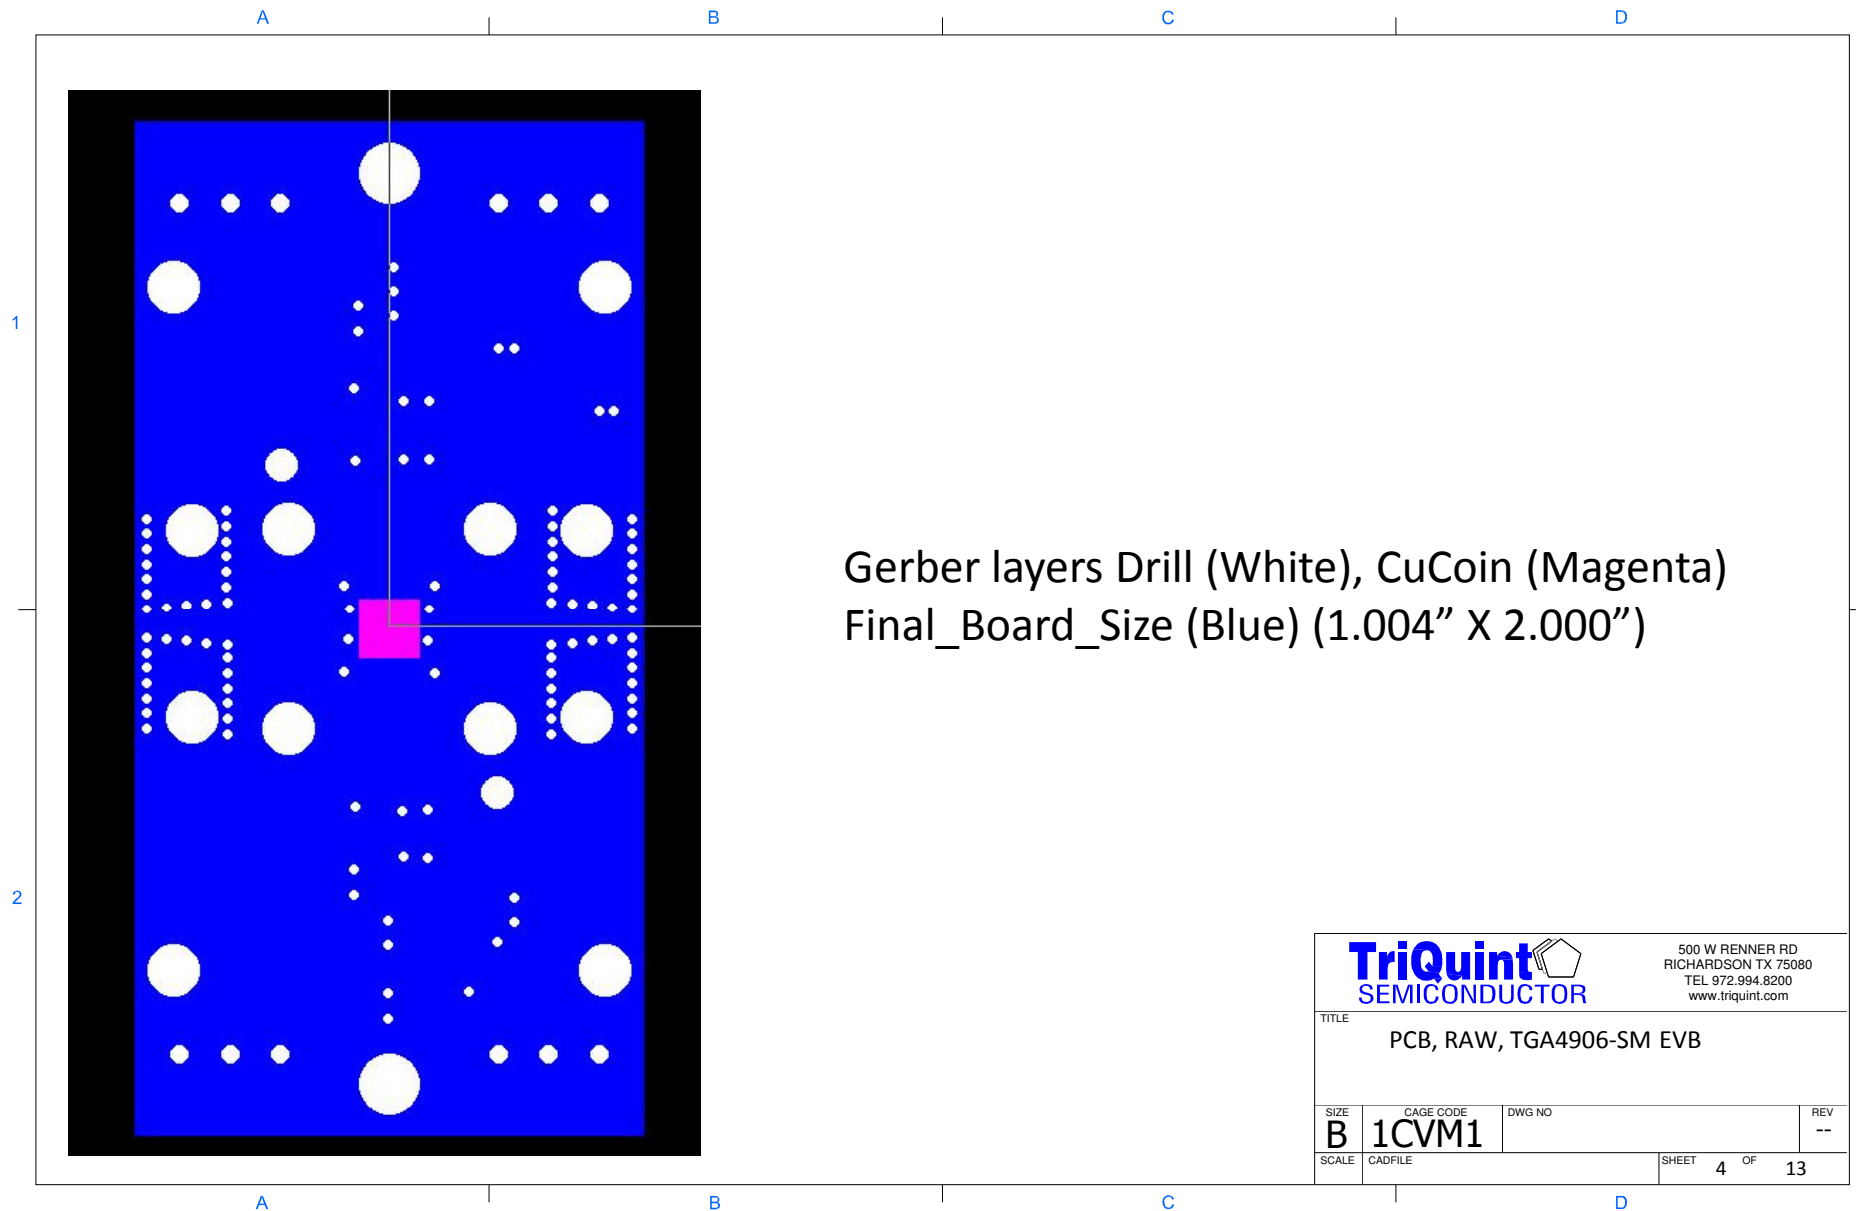 A
B
C
D
1
Gerber layers Drill (White), CuCoin (Magenta)
Final_Board_Size (Blue) (1.004” X 2.000”)
2
TriQuint
SEMICONDUCTOR
500 W RENNER RD
RICHARDSON TX 75080
TEL 972.994.8200
www.triquint.com
TITLE
PCB, RAW, TGA4906-SM EVB
SIZE
B
CAGE CODE
1CVM1
DWG NO
REV
--
SCALE
CADFILE
SHEET 4 OF 13
A
B
C
D